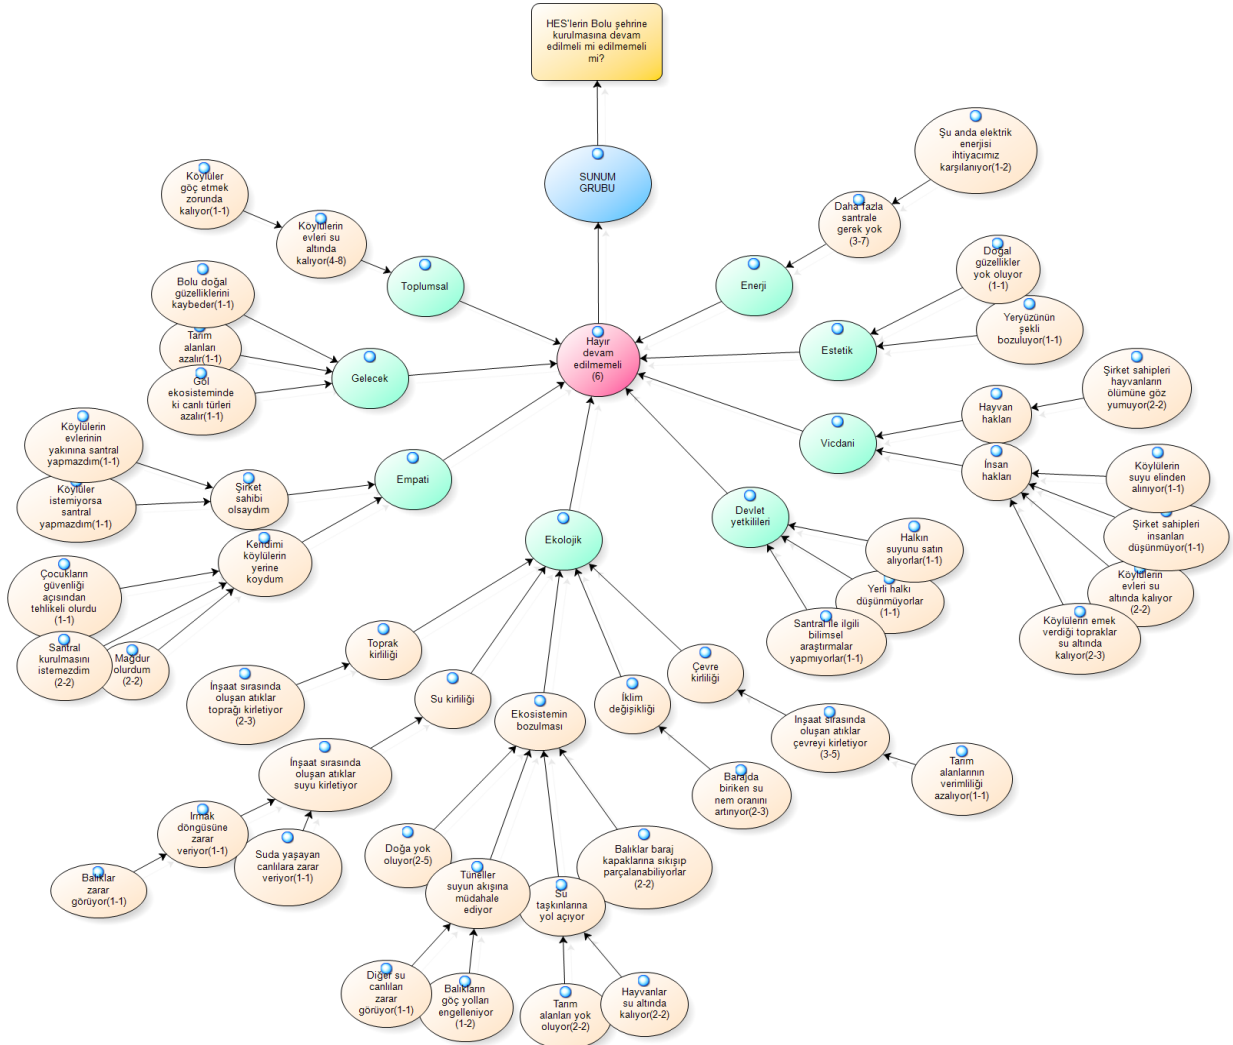 HES'lerin Bolu şehrine
kurulmasına devam
edilmeli mi edilmemeli
mi?
SUNUM
GRUBU
Hayır
devam
edilmemeli
(6)
Köylüler
göç etmek
zorunda
kalıyor(1-1)
Köylülerin
evleri su
altında
kalıyor(4-8)
Toplumsal
Şu anda elektrik
enerjisi
ihtiyacımız
karşılanıyor(1-2)
Daha fazla
santrale
gerek yok
(3-7)
Enerji
Bolu doğal
güzelliklerini
kaybeder(1-1)
Tarım
alanları
azalır(1-1)
Göl
ekosisteminde
ki canlı türleri
azalır(1-1)
Gelecek
Doğal
güzellikler
yok oluyor
(1-1)
Yeryüzünün
şekli
bozuluyor(1-1)
Estetik
Köylülerin
evlerinin
yakınına santral
yapmazdım(1-1)
Köylüler
istemiyorsa
santral
yapmazdım(1-1)
Şirket
sahibi
olsaydım
Empati
Kendimi
köylülerin
yerine
koydum
Çocukların
güvenliği
açısından
tehlikeli olurdu
(1-1)
Santral
kurulmasını
istemezdim
(2-2)
Mağdur
olurdum
(2-2)
Şirket sahipleri
hayvanların
ölümüne göz
yumuyor(2-2)
Hayvan
hakları
Vicdani
İnsan
hakları
Köylülerin
suyu elinden
alınıyor(1-1)
Şirket sahipleri
insanları
düşünmüyor(1-1)
Köylülerin
evleri su
altında kalıyor
(2-2)
Köylülerin emek
verdiği topraklar
su altında
kalıyor(2-3)
Devlet
yetkilileri
Halkın
suyunu satın
alıyorlar(1-1)
Yerli halkı
düşünmüyorlar
(1-1)
Santral ile ilgili
bilimsel
araştırmalar
yapmıyorlar(1-1)
Ekolojik
Toprak
kirliliği
İnşaat sırasında
oluşan atıklar
toprağı kirletiyor
(2-3)
Su kirliliği
İnşaat sırasında
oluşan atıklar
suyu kirletiyor
Irmak
döngüsüne
zarar
veriyor(1-1)
Balıklar
zarar
görüyor(1-1)
Suda yaşayan
canlılara zarar
veriyor(1-1)
Ekosistemin
bozulması
Doğa yok
oluyor(2-5)
Tüneller
suyun akışına
müdahale
ediyor
Diğer su
canlıları
zarar
görüyor(1-1)
Balıkların
göç yolları
engelleniyor
(1-2)
Su
taşkınlarına
yol açıyor
Tarım
alanları yok
oluyor(2-2)
Hayvanlar
su altında
kalıyor(2-2)
Balıklar baraj
kapaklarına sıkışıp
parçalanabiliyorlar
(2-2)
İklim
değişikliği
Barajda
biriken su
nem oranını
artırıyor(2-3)
Çevre
kirliliği
İnşaat sırasında
oluşan atıklar
çevreyi kirletiyor
(3-5)
Tarım
alanlarının
verimliliği
azalıyor(1-1)